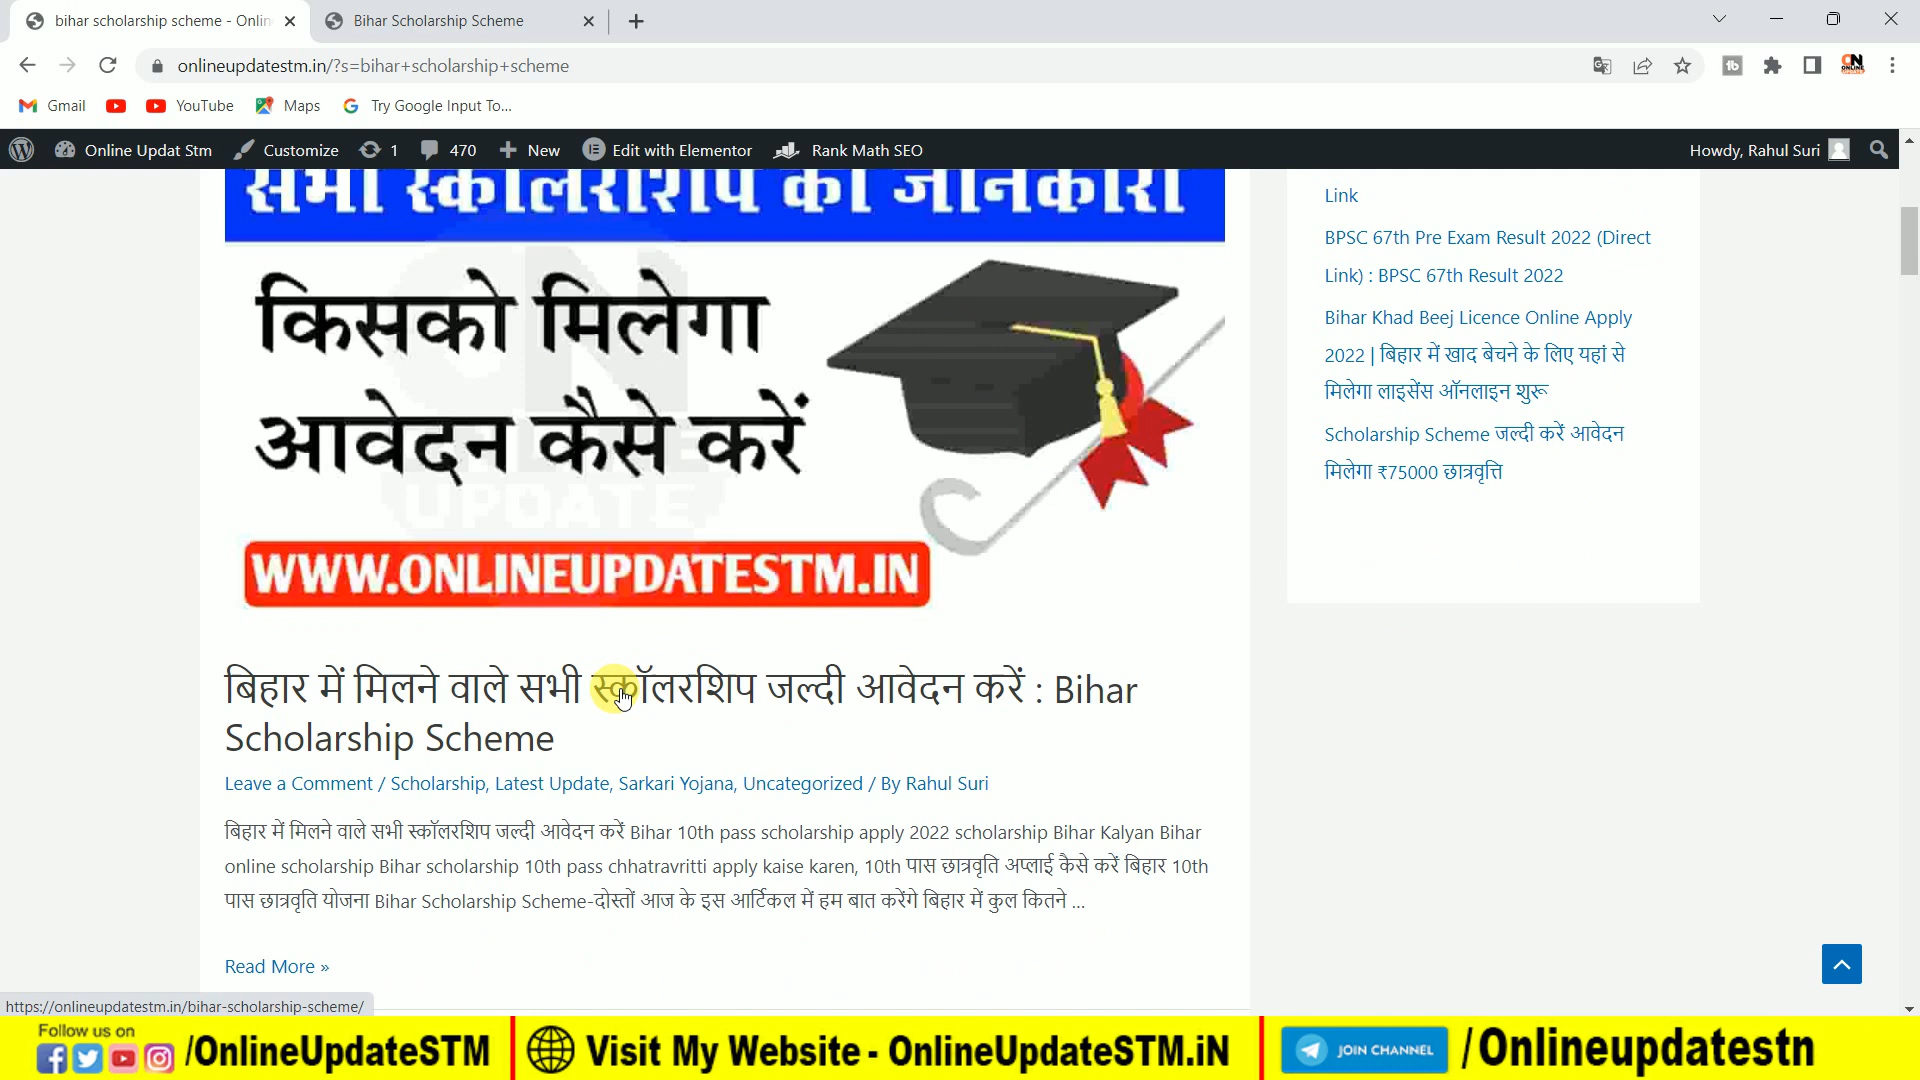 bihar scholarship scheme - Onlin
Bihar Scholarship Scheme
onlineupdatestm.in/?s=bihar+scholarship+scheme
Gmail
YouTube
Maps
Try Google Input To...
Online Updat Stm
Customize
1
470
New
Edit with Elementor
Rank Math SEO
Howdy, Rahul Suri
सभी स्कॉलरशिप की जानकारी
किसको मिलेगा
आवेदन कैसे करें
ON
UPDATE
WWW.ONLINEUPDATESTM.IN
बिहार में मिलने वाले सभी स्कॉलरशिप जल्दी आवेदन करें : Bihar
Scholarship Scheme
Leave a Comment / Scholarship, Latest Update, Sarkari Yojana, Uncategorized / By Rahul Suri
बिहार में मिलने वाले सभी स्कॉलरशिप जल्दी आवेदन करें Bihar 10th pass scholarship apply 2022 scholarship Bihar Kalyan Bihar
online scholarship Bihar scholarship 10th pass chhatravritti apply kaise karen, 10th पास छात्रवृति अप्लाई कैसे करें बिहार 10th
पास छात्रवृति योजना Bihar Scholarship Scheme-दोस्तों आज के इस आर्टिकल में हम बात करेंगे बिहार में कुल कितने ...
Read More »
Link
BPSC 67th Pre Exam Result 2022 (Direct
Link) : BPSC 67th Result 2022
Bihar Khad Beej Licence Online Apply
2022 | बिहार में खाद बेचने के लिए यहां से
मिलेगा लाइसेंस ऑनलाइन शुरू
Scholarship Scheme जल्दी करें आवेदन
मिलेगा ₹75000 छात्रवृत्ति
https://onlineupdatestm.in/bihar-scholarship-scheme/
Follow us on
/OnlineUpdateSTM
Visit My Website - OnlineUpdateSTM.iN
JOIN CHANNEL
/Onlineupdatestn